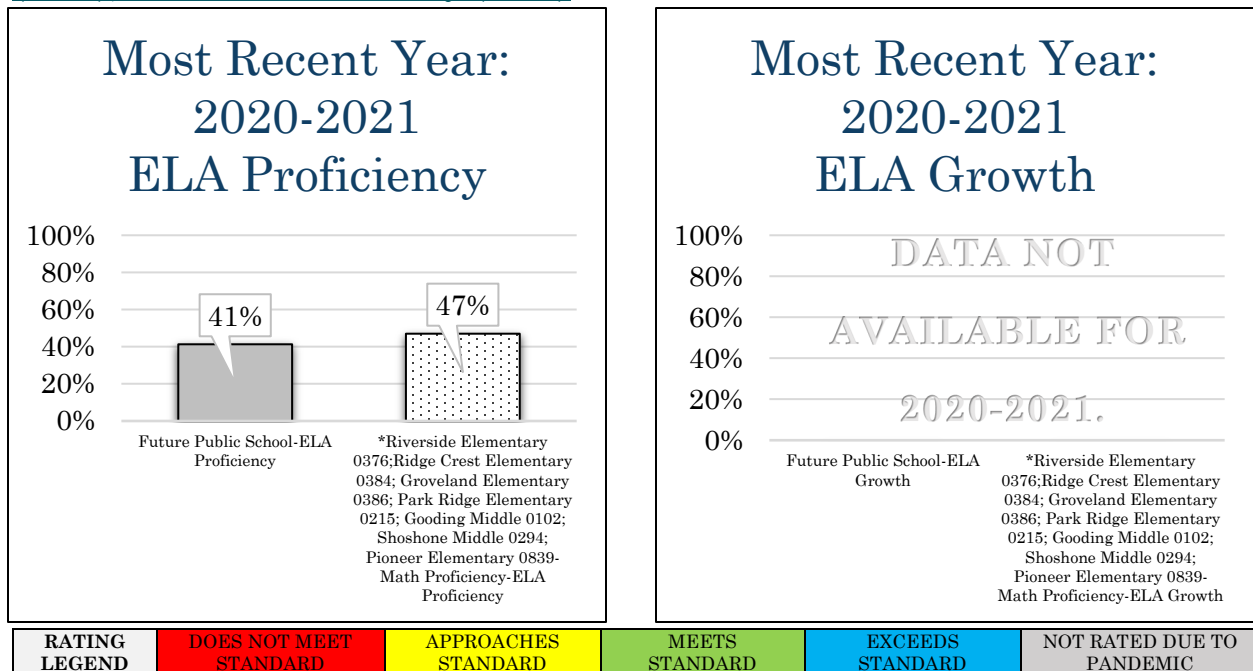 Most Recent Year:
2020-2021
ELA Proficiency
100%
80%
60%
40%
20%
0%
41%
47%
Future Public School-ELA
Proficiency
*Riverside Elementary
0376;Ridge Crest Elementary
0384; Groveland Elementary
0386; Park Ridge Elementary
0215; Gooding Middle 0102;
Shoshone Middle 0294;
Pioneer Elementary 0839-
Math Proficiency-ELA
Proficiency
Most Recent Year:
2020-2021
ELA Growth
100%
80%
60%
40%
20%
0%
DATA NOT
AVAILABLE FOR
2020-2021.
Future Public School-ELA
Growth
*Riverside Elementary
0376;Ridge Crest Elementary
0384; Groveland Elementary
0386; Park Ridge Elementary
0215; Gooding Middle 0102;
Shoshone Middle 0294;
Pioneer Elementary 0839-
Math Proficiency-ELA Growth
RATING
LEGEND
DOES NOT MEET
STANDARD
APPROACHES
STANDARD
MEETS
STANDARD
EXCEEDS
STANDARD
NOT RATED DUE TO
PANDEMIC